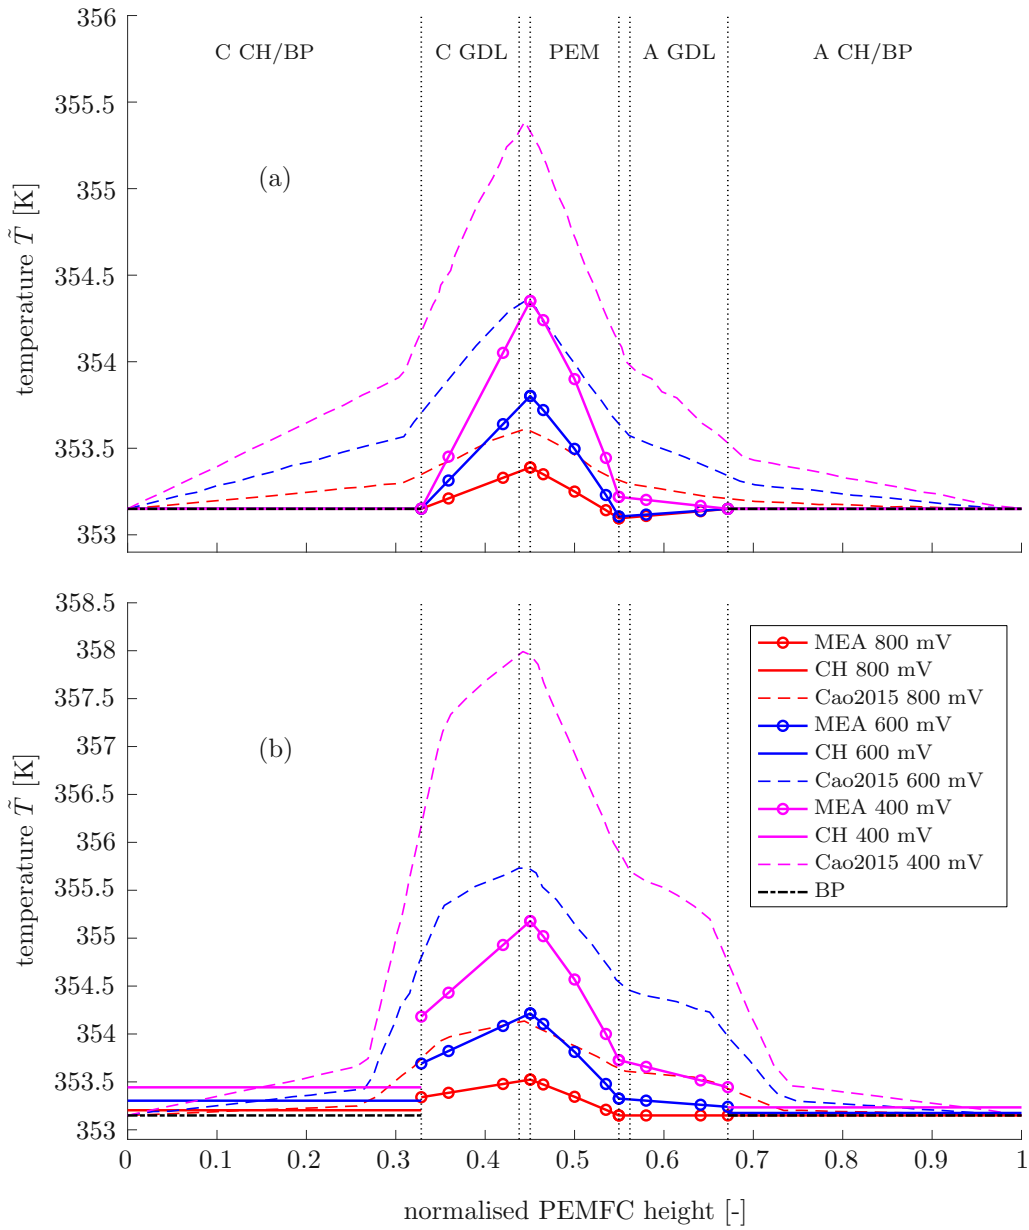 356
C CH/BP C GDL PEM A GDL A CH/BP
355.5
(a)
355
354.5
354
353.5
353
temperature T̃ [K]
358.5
358
357.5
357
356.5
356
355.5
355
354.5
354
353.5
353
temperature T̃ [K]
(b)
MEA 800 mV
CH 800 mV
Cao2015 800 mV
MEA 600 mV
CH 600 mV
Cao2015 600 mV
MEA 400 mV
CH 400 mV
Cao2015 400 mV
BP
0 0.1 0.2 0.3 0.4 0.5 0.6 0.7 0.8 0.9 1
normalised PEMFC height [-]